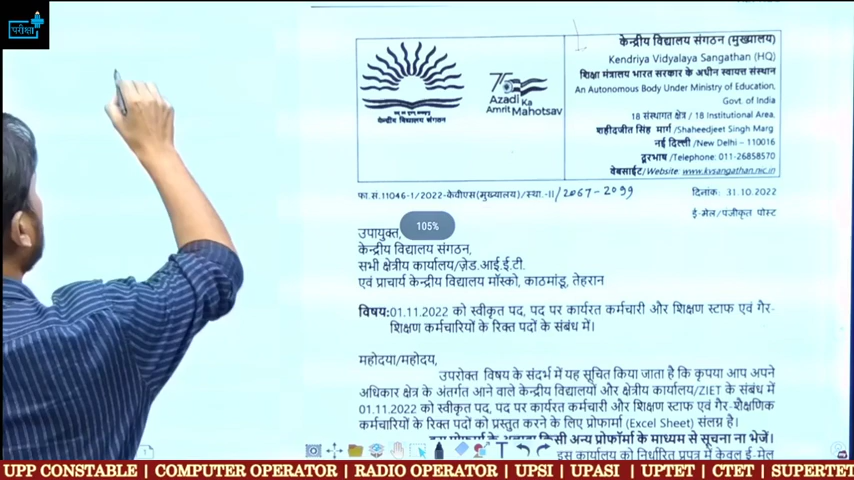 परीक्षा
केन्द्रीय विद्यालय संगठन
75
Azadi Ka
Amrit Mahotsav
केन्द्रीय विद्यालय संगठन (मुख्यालय)
Kendriya Vidyalaya Sangathan (HQ)
शिक्षा मंत्रालय भारत सरकार के अधीन स्वायत्त संस्थान
An Autonomous Body Under Ministry of Education,
Govt. of India
18 संस्थागत क्षेत्र / 18 Institutional Area,
शहीदजीत सिंह मार्ग /Shaheedjeet Singh Marg
नई दिल्ली /New Delhi – 110016
दूरभाष /Telephone: 011-26858570
वेबसाईट/Website: www.kvsangathan.nic.in
फा.सं.11046-1/2022-केवीएस(मुख्यालय)/स्था.-II/2067-2099 दिनांक: 31.10.2022
ई-मेल/पंजीकृत पोस्ट
105%
उपायुक्त,
केन्द्रीय विद्यालय संगठन,
सभी क्षेत्रीय कार्यालय/ज़ेड.आई.ई.टी.
एवं प्राचार्य केन्द्रीय विद्यालय मॉस्को, काठमांडू, तेहरान
विषय:01.11.2022 को स्वीकृत पद, पद पर कार्यरत कर्मचारी और शिक्षण स्टाफ एवं गैर-
शिक्षण कर्मचारियों के रिक्त पदों के संबंध में।
महोदया/महोदय,
उपरोक्त विषय के संदर्भ में यह सूचित किया जाता है कि कृपया आप अपने
अधिकार क्षेत्र के अंतर्गत आने वाले केन्द्रीय विद्यालयों और क्षेत्रीय कार्यालय/ZIET के संबंध में
01.11.2022 को स्वीकृत पद, पद पर कार्यरत कर्मचारी और शिक्षण स्टाफ एवं गैर-शैक्षणिक
कर्मचारियों के रिक्त पदों को प्रस्तुत करने के लिए प्रोफार्मा (Excel Sheet) संलग्न है।
इस प्रोफार्मा के अलावा किसी अन्य प्रोफॉर्मा के माध्यम से सूचना ना भेजें।
इस कार्यालय को निर्धारित प्रपत्र में केवल ई-मेल
UPP CONSTABLE | COMPUTER OPERATOR | RADIO OPERATOR | UPSI | UPASI | UPTET | CTET | SUPERTET